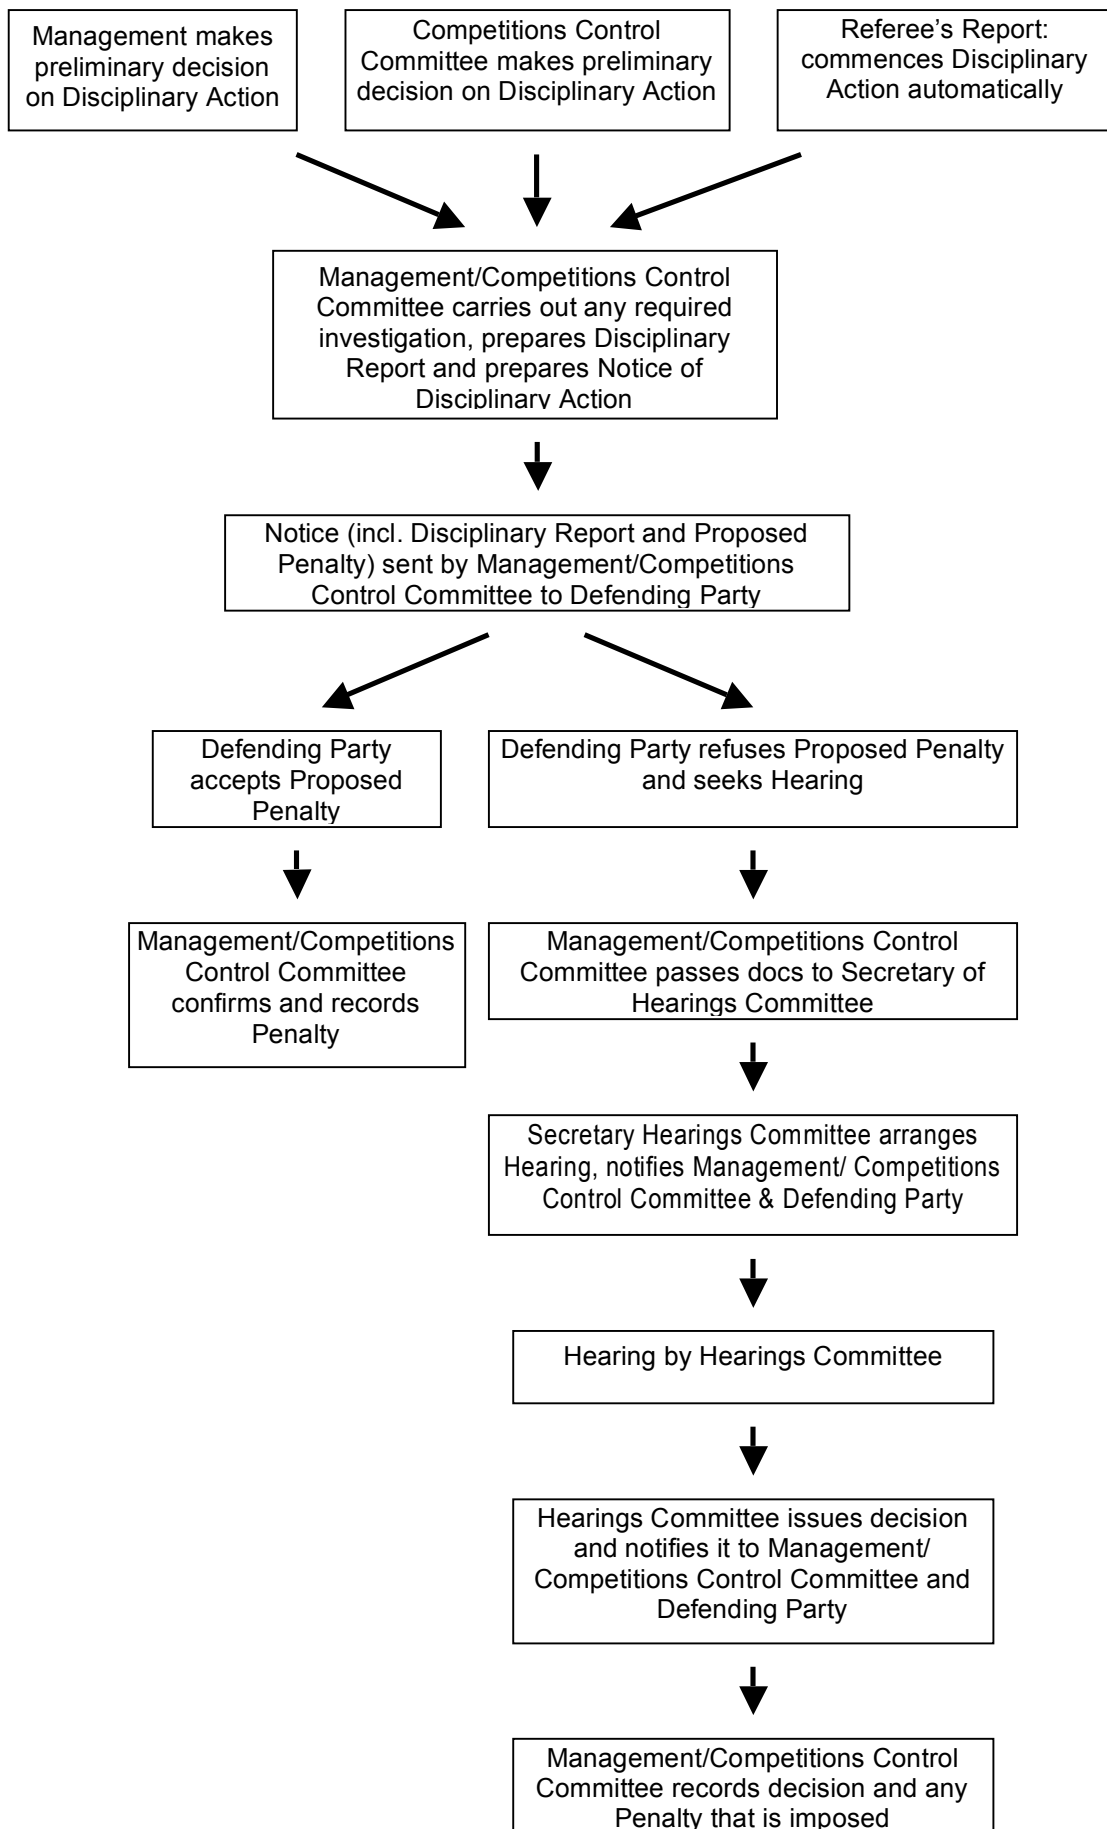 Management makes
preliminary decision
on Disciplinary Action
Competitions Control
Committee makes preliminary
decision on Disciplinary Action
Referee's Report:
commences Disciplinary
Action automatically
Management/Competitions Control
Committee carries out any required
investigation, prepares Disciplinary
Report and prepares Notice of
Disciplinary Action
Notice (incl. Disciplinary Report and Proposed
Penalty) sent by Management/Competitions
Control Committee to Defending Party
Defending Party
accepts Proposed
Penalty
Defending Party refuses Proposed Penalty
and seeks Hearing
Management/Competitions
Control Committee
confirms and records
Penalty
Management/Competitions Control
Committee passes docs to Secretary of
Hearings Committee
Secretary Hearings Committee arranges
Hearing, notifies Management/ Competitions
Control Committee & Defending Party
Hearing by Hearings Committee
Hearings Committee issues decision
and notifies it to Management/
Competitions Control Committee and
Defending Party
Management/Competitions Control
Committee records decision and any
Penalty that is imposed